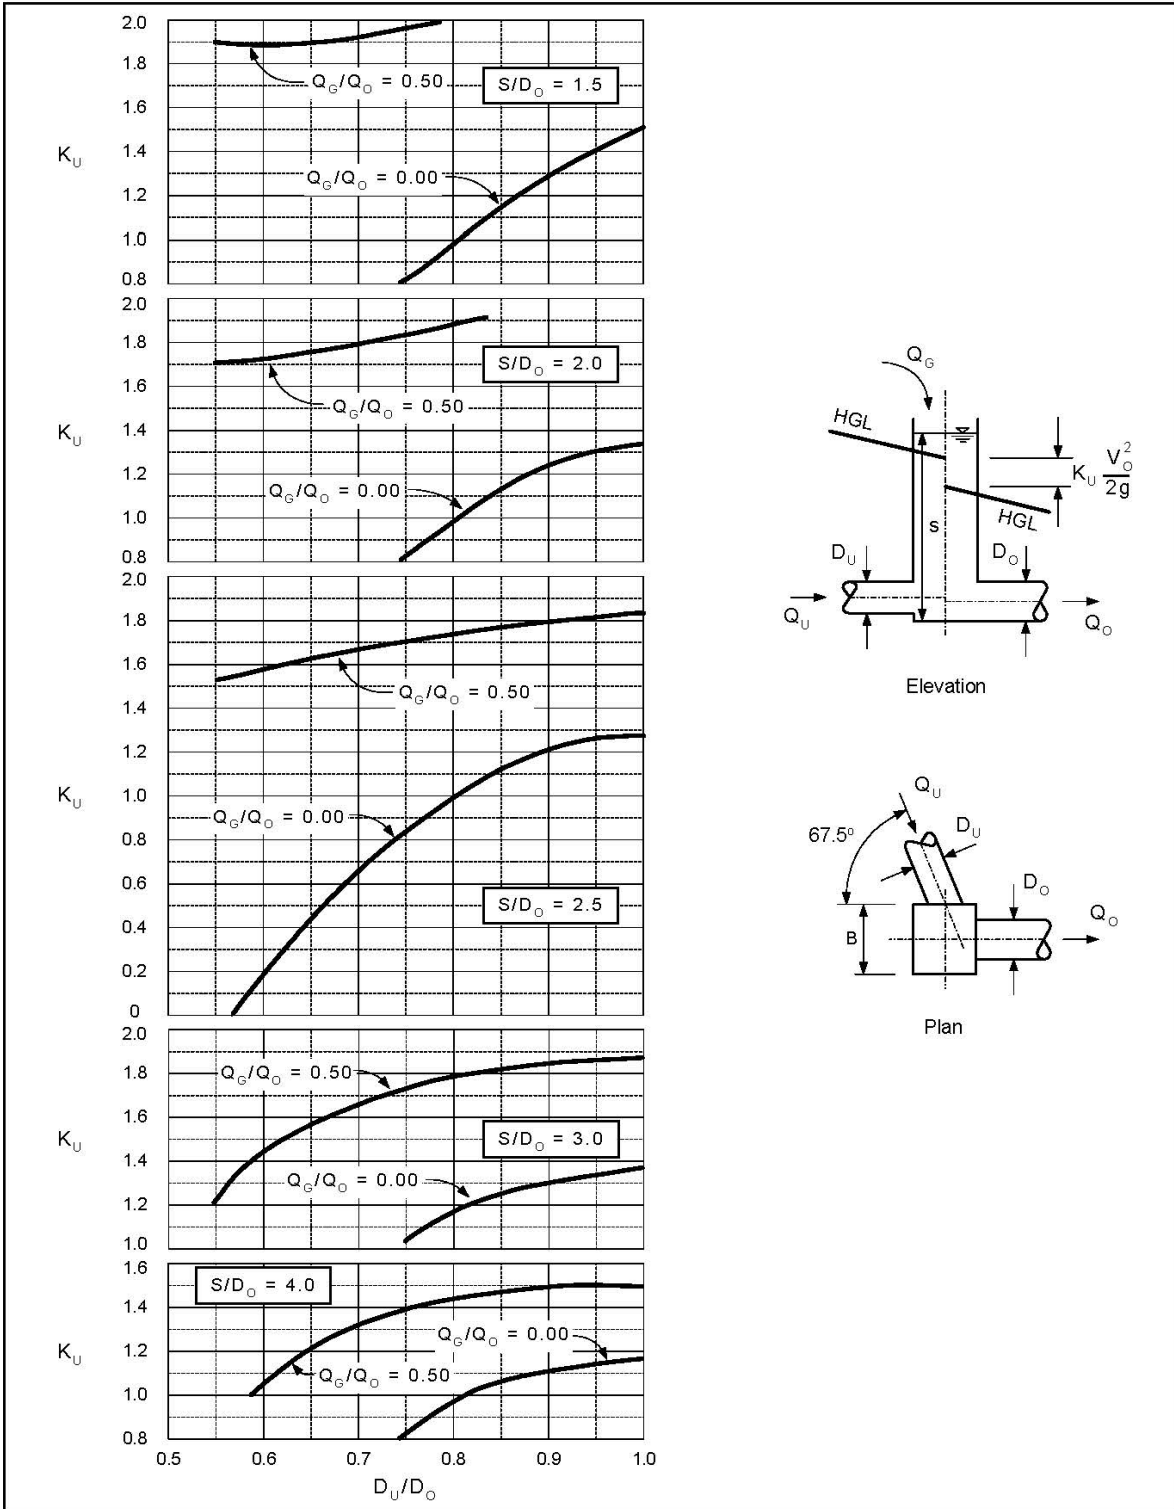 2.0
1.8
1.6
K_U 1.4
1.2
1.0
0.8
Q_G/Q_O = 0.50
S/D_O = 1.5
Q_G/Q_O = 0.00
2.0
1.8
1.6
K_U 1.4
1.2
1.0
0.8
S/D_O = 2.0
Q_G/Q_O = 0.50
Q_G/Q_O = 0.00
2.0
1.8
1.6
1.4
1.2
K_U 1.0
0.8
0.6
0.4
0.2
0
Q_G/Q_O = 0.50
Q_G/Q_O = 0.00
S/D_O = 2.5
2.0
1.8
1.6
K_U 1.4
1.2
1.0
Q_G/Q_O = 0.50
S/D_O = 3.0
Q_G/Q_O = 0.00
1.6
1.4
K_U 1.2
1.0
0.8
S/D_O = 4.0
Q_G/Q_O = 0.00
Q_G/Q_O = 0.50
0.5 0.6 0.7 0.8 0.9 1.0
D_U/D_O
Q_G
HGL
K_U V_O^2/2g
HGL
S
D_U D_O
Q_U Q_O
Elevation
Q_U
67.5º D_U
D_O
Q_O
B
Plan